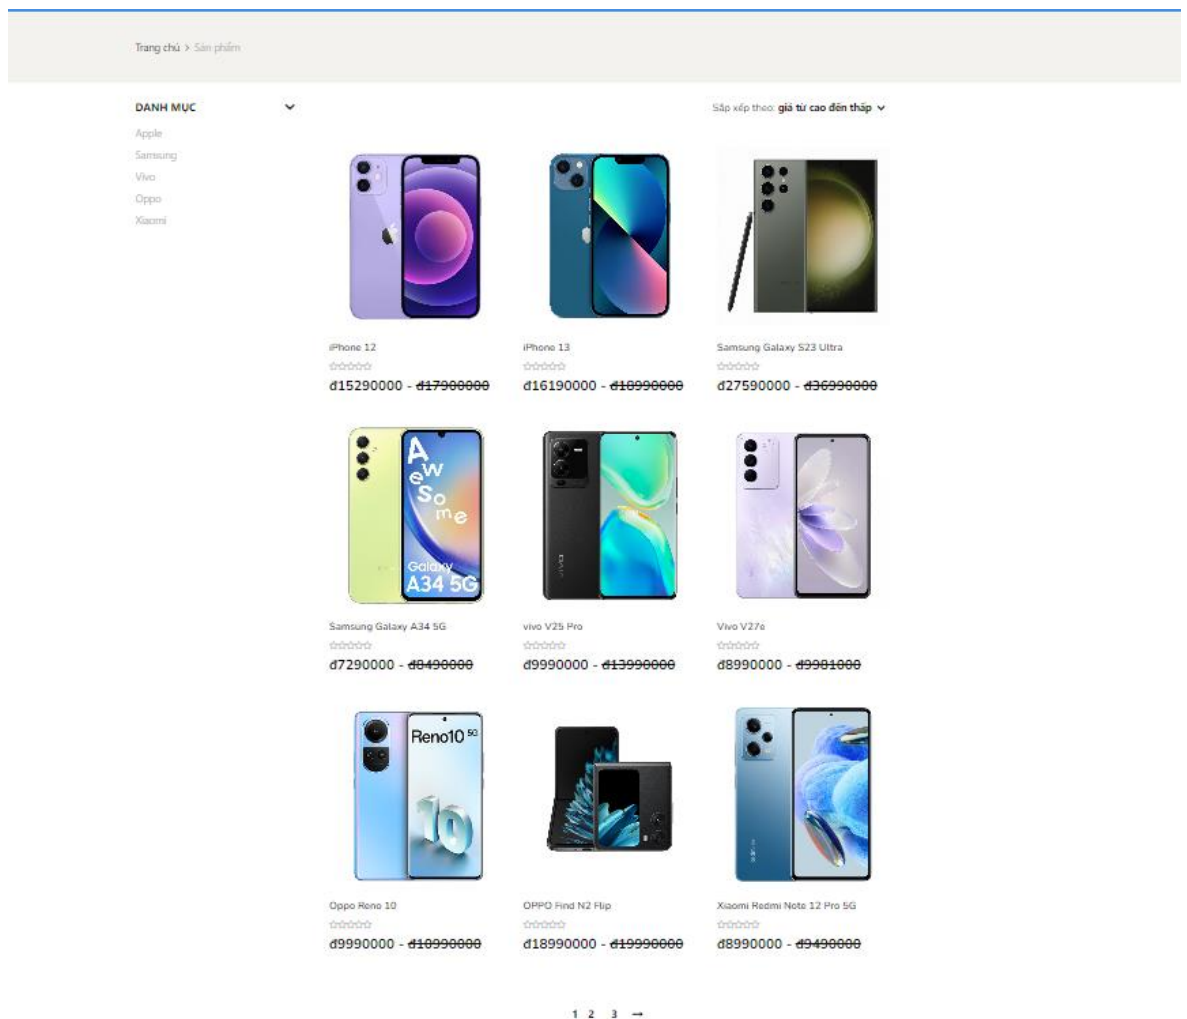 Trang chủ > Sản phẩm
DANH MỤC
Apple
Samsung
Vivo
Oppo
Xiaomi
Sắp xếp theo: giá từ cao đến thấp
iPhone 12
đ15290000 - đ17900000
iPhone 13
đ16190000 - đ18990000
Samsung Galaxy S23 Ultra
đ27590000 - đ36990000
Awesome
Galaxy
A34 5G
Samsung Galaxy A34 5G
đ7290000 - đ8490000
vivo
vivo V25 Pro
đ9990000 - đ13990000
Vivo V27e
đ8990000 - đ9981000
Reno10 5G
10
Oppo Reno 10
đ9990000 - đ10990000
OPPO Find N2 Flip
đ18990000 - đ19990000
Xiaomi Redmi Note 12 Pro 5G
đ8990000 - đ9490000
1 2 3 →